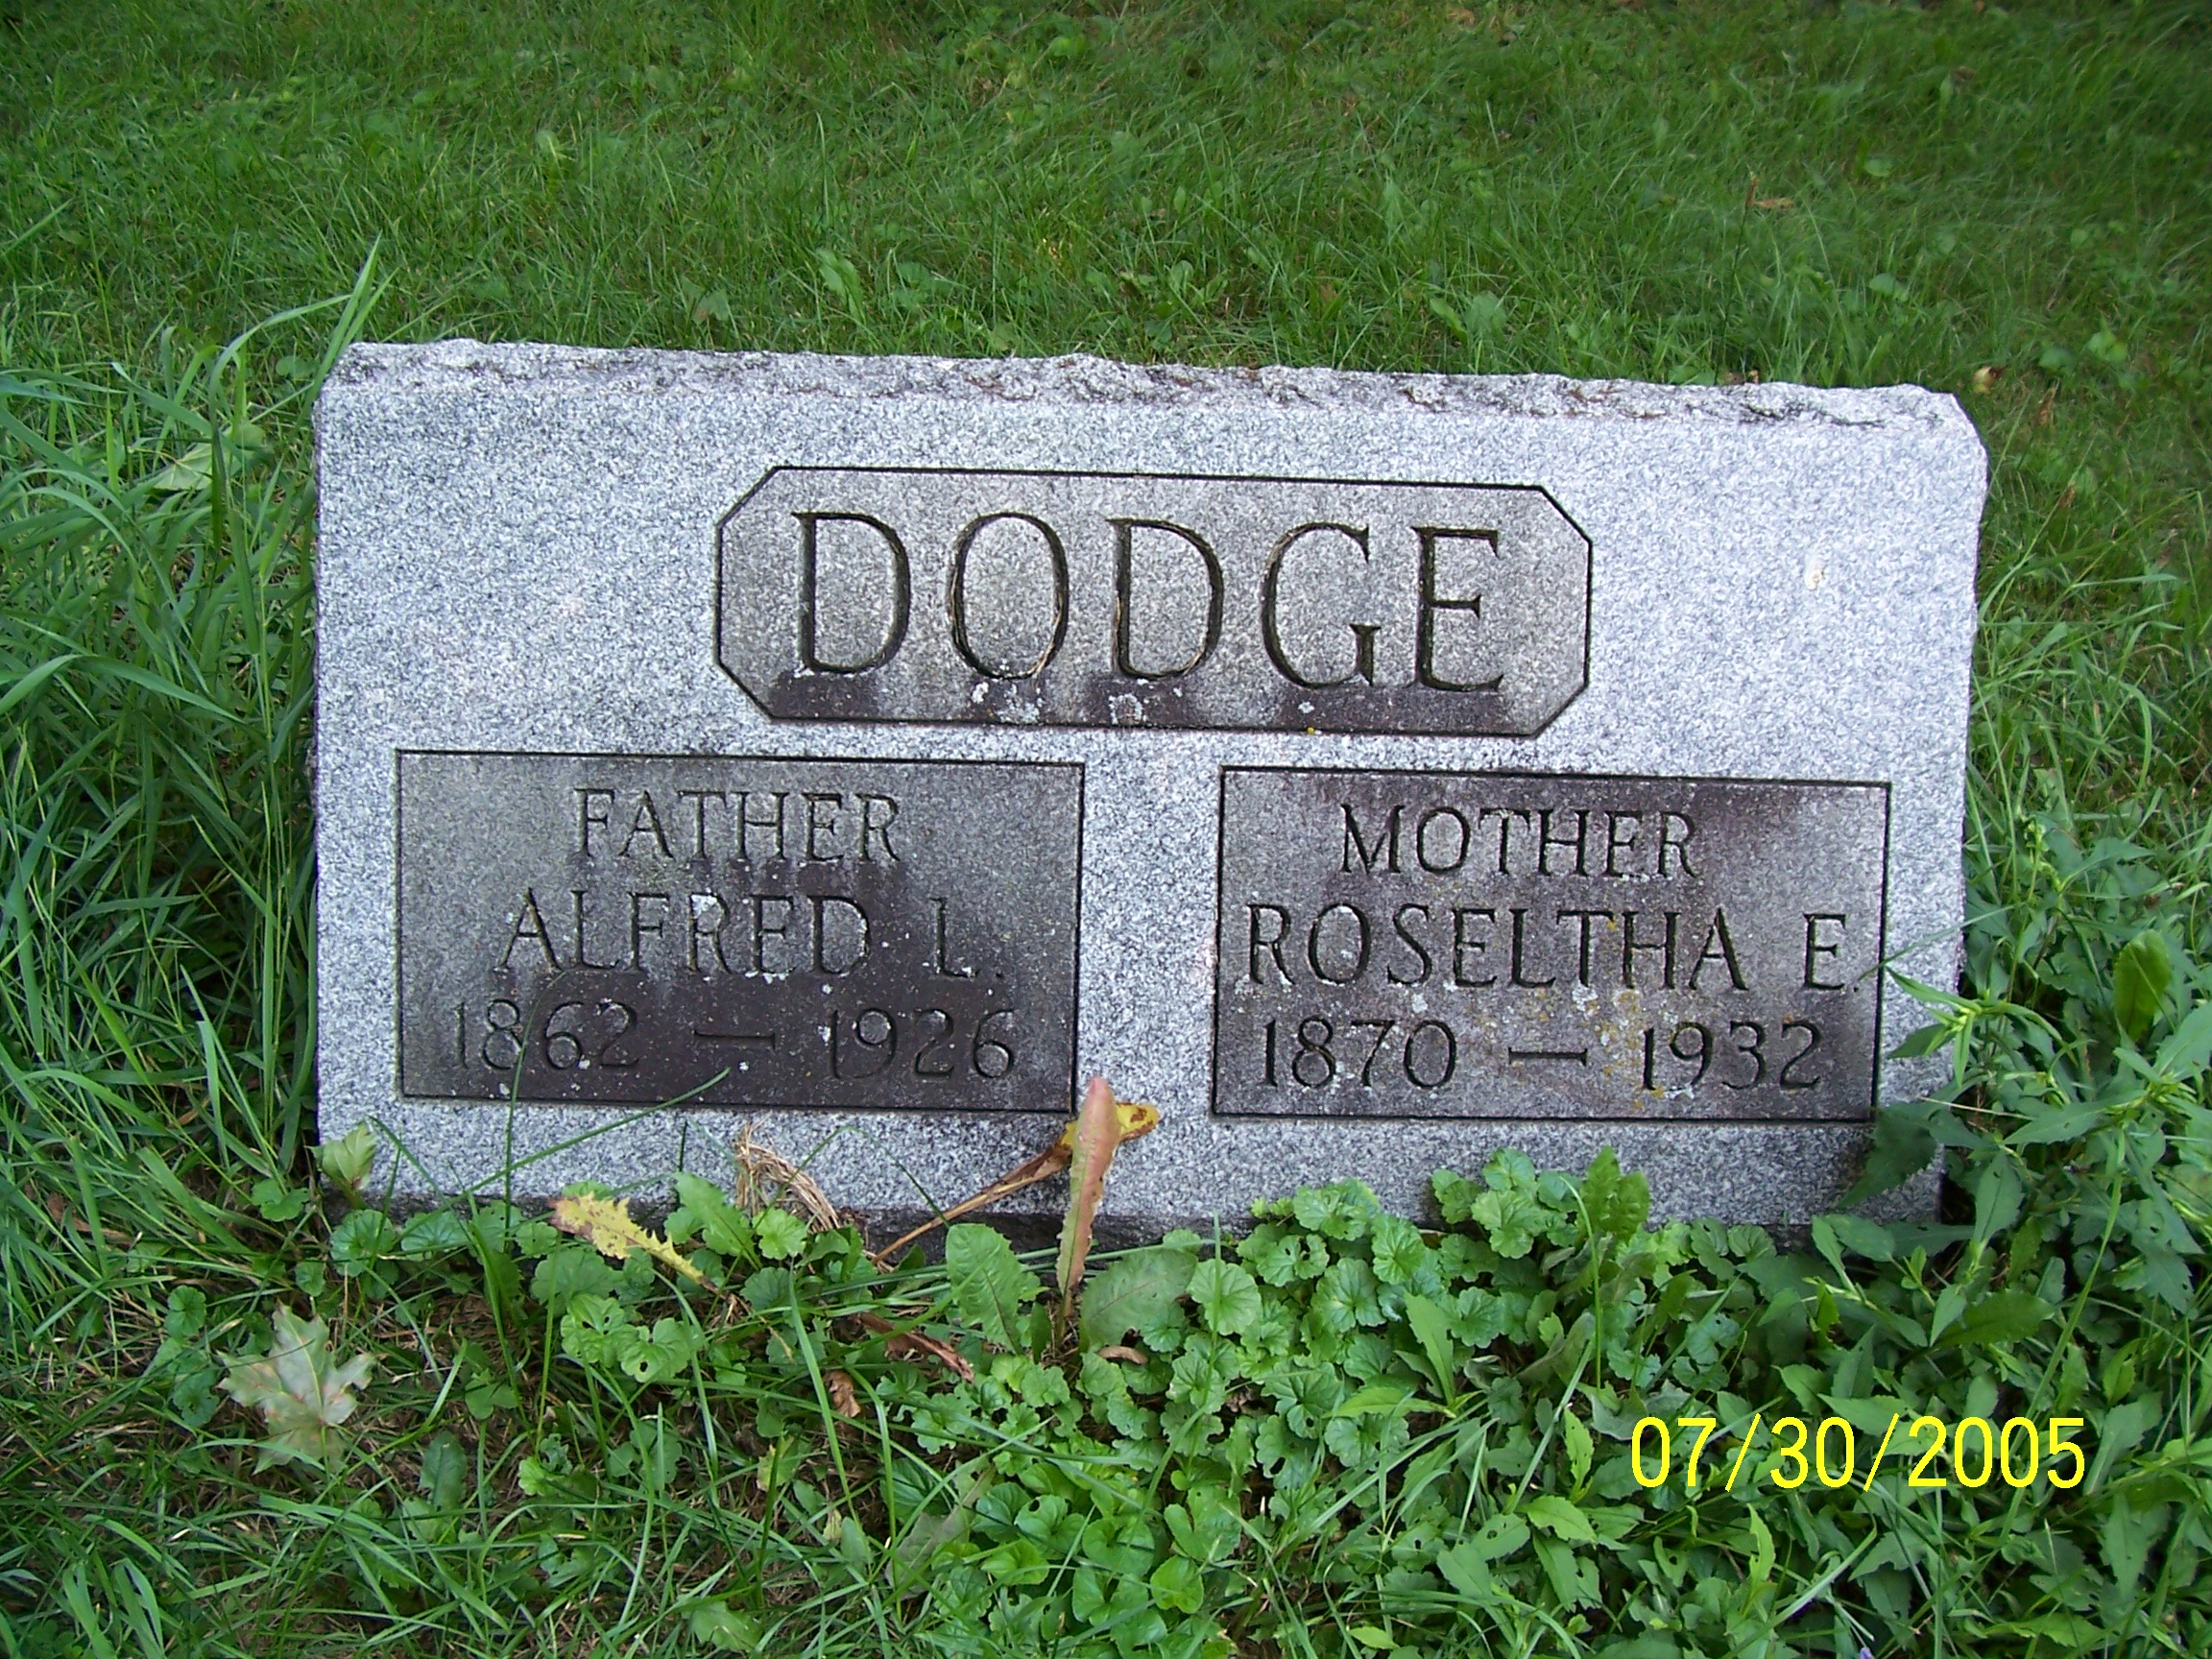 DODGE
FATHER
ALFRED L.
1862 — 1926
MOTHER
ROSELTHA E.
1870 — 1932
07/30/2005